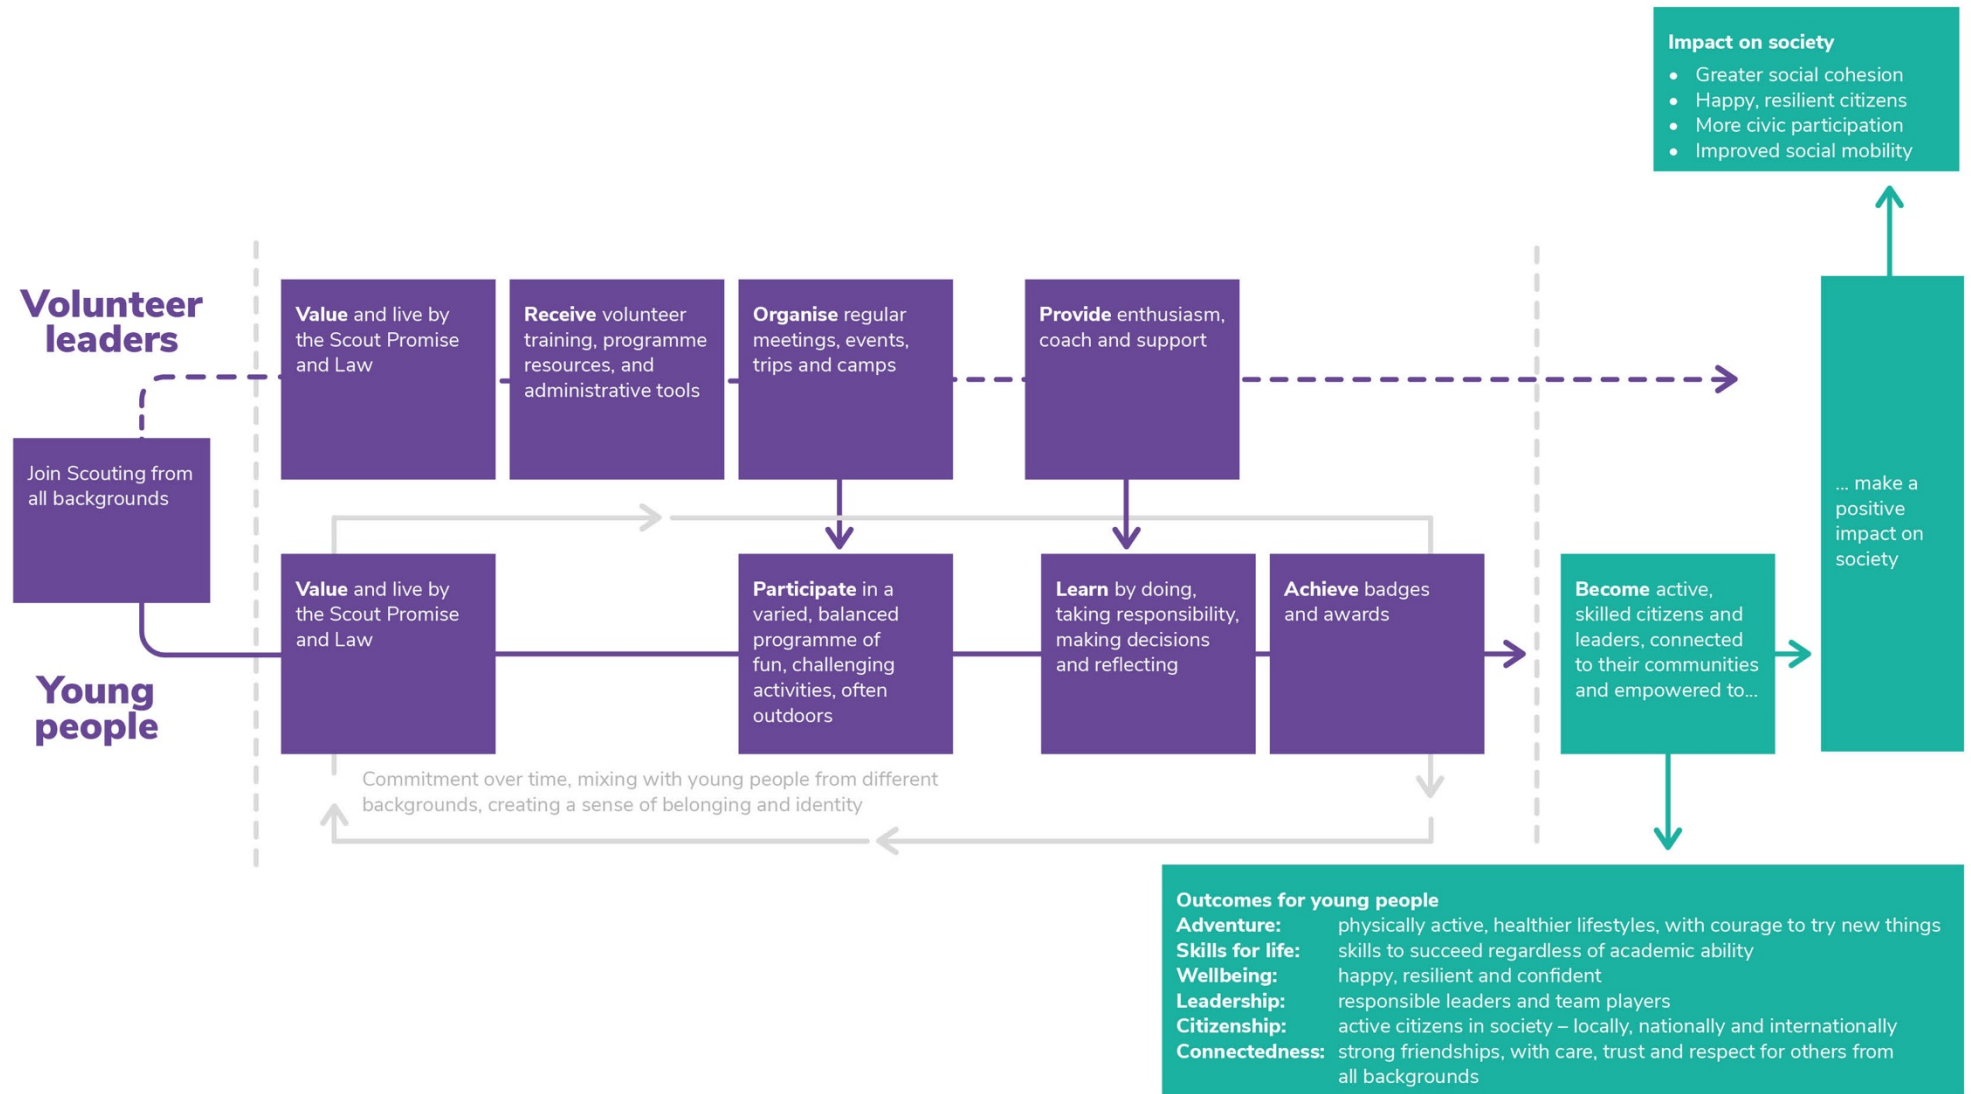 Impact on society
• Greater social cohesion
• Happy, resilient citizens
• More civic participation
• Improved social mobility
Volunteer
leaders
Value and live by
the Scout Promise
and Law
Receive volunteer
training, programme
resources, and
administrative tools
Organise regular
meetings, events,
trips and camps
Provide enthusiasm,
coach and support
Join Scouting from
all backgrounds
Young
people
Value and live by
the Scout Promise
and Law
Participate in a
varied, balanced
programme of
fun, challenging
activities, often
outdoors
Learn by doing,
taking responsibility,
making decisions
and reflecting
Achieve badges
and awards
Become active,
skilled citizens and
leaders, connected
to their communities
and empowered to...
... make a
positive
impact on
society
Commitment over time, mixing with young people from different
backgrounds, creating a sense of belonging and identity
Outcomes for young people
Adventure: physically active, healthier lifestyles, with courage to try new things
Skills for life: skills to succeed regardless of academic ability
Wellbeing: happy, resilient and confident
Leadership: responsible leaders and team players
Citizenship: active citizens in society – locally, nationally and internationally
Connectedness: strong friendships, with care, trust and respect for others from
all backgrounds